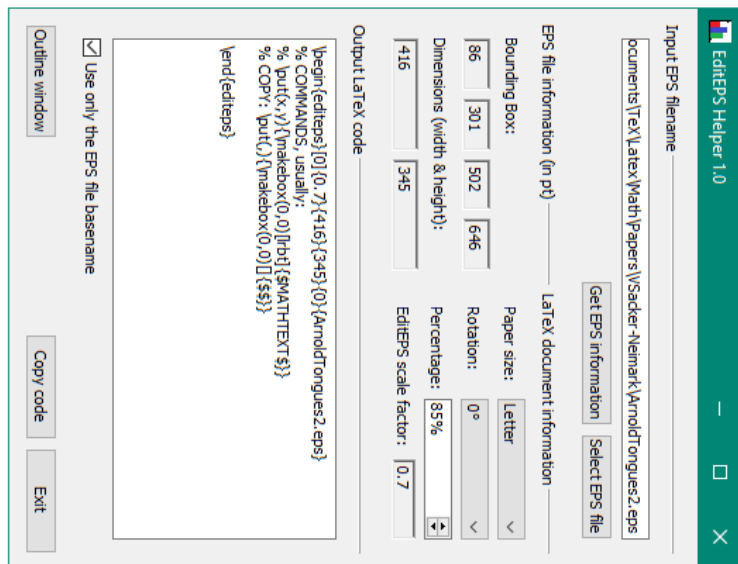 EditEPS Helper 1.0
Input EPS filename
ocuments\TeX\Latex\Math\Papers\VSacker-Neimark\ArnoldTongues2.eps
Get EPS information
Select EPS file
EPS file information (in pt)
Bounding Box:
86 301 502 646
Dimensions (width & height):
416 345
LaTeX document information
Paper size: Letter
Rotation: 0°
Percentage: 85%
EditEPS scale factor: 0.7
Output LaTeX code
\begin{editeps}[0]{0.7}{416}{345}{0}{ArnoldTongues2.eps}
% COMMANDS, usually:
% \put(x,y){\makebox(0,0)[lrbt]{$MATHTEXT$}}
% COPY: \put(,){\makebox(0,0)[]{$$}}
\end{editeps}
Use only the EPS file basename
Outline window
Copy code
Exit